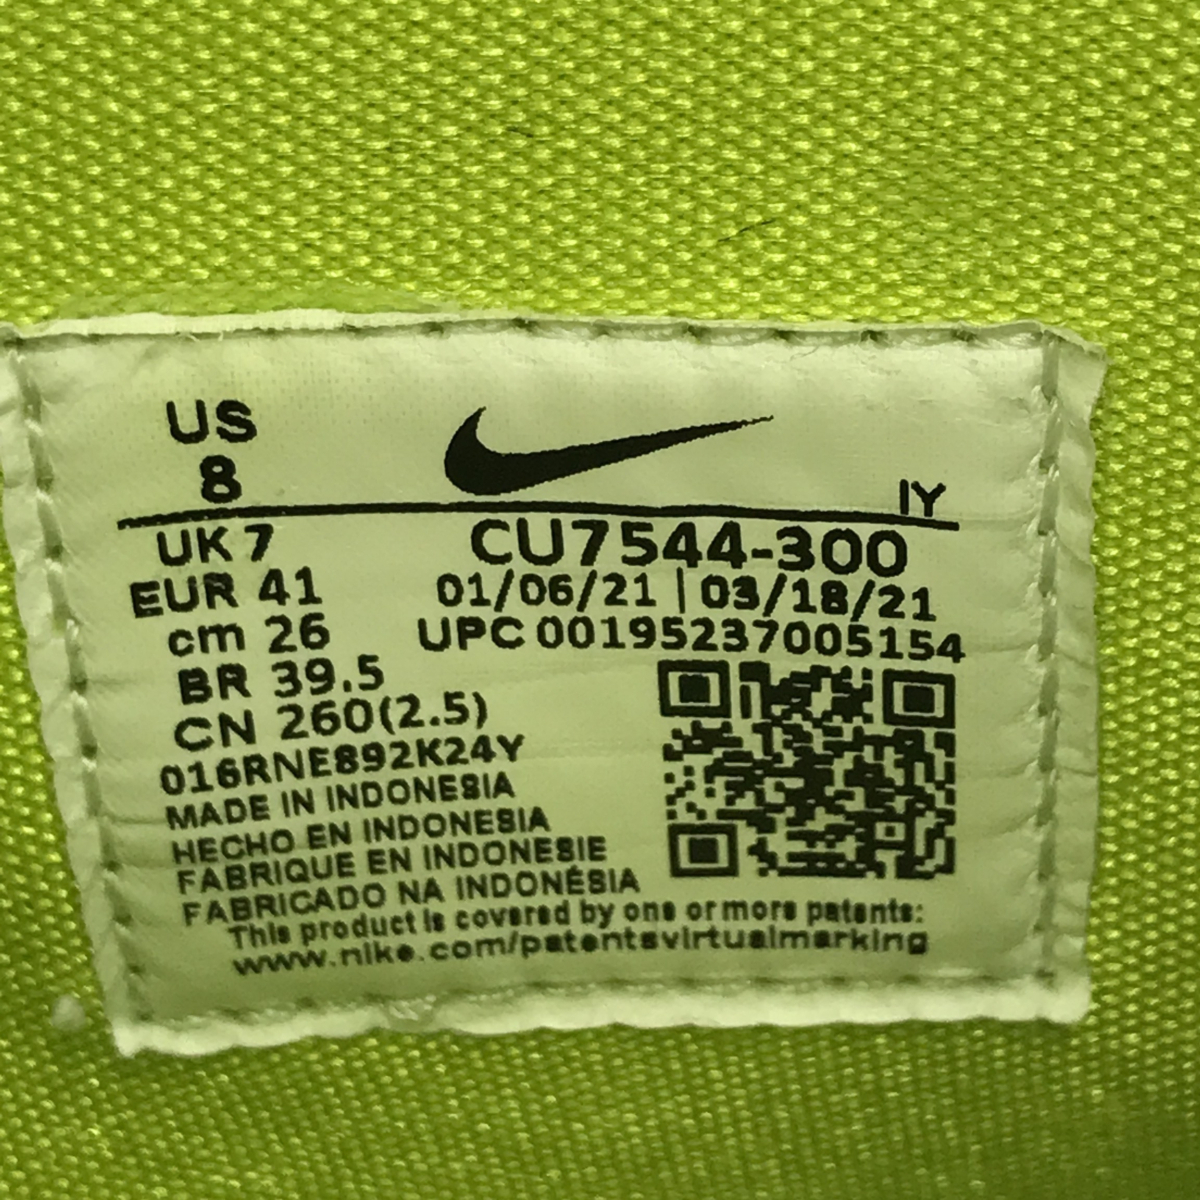 US
8
IY
UK 7
CU7544-300
EUR 41
01/06/21 | 03/18/21
cm 26
UPC 00195237005154
BR 39.5
CN 260(2.5)
016RNE892K24Y
MADE IN INDONESIA
HECHO EN INDONESIA
FABRIQUE EN INDONESIE
FABRICADO NA INDONÉSIA
This product is covered by one or more patents:
www.nike.com/patentsvirtualmarking